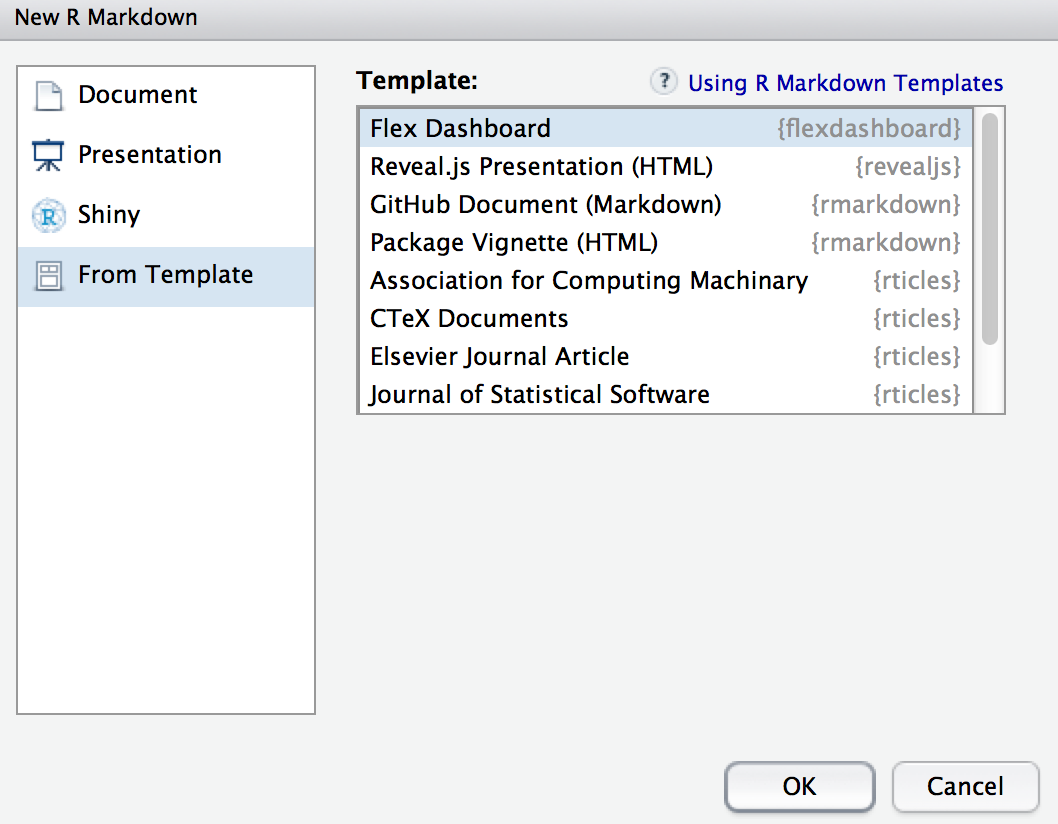 New R Markdown
Document
Presentation
Shiny
From Template
Template:
? Using R Markdown Templates
Flex Dashboard {flexdashboard}
Reveal.js Presentation (HTML) {revealjs}
GitHub Document (Markdown) {rmarkdown}
Package Vignette (HTML) {rmarkdown}
Association for Computing Machinary {rticles}
CTeX Documents {rticles}
Elsevier Journal Article {rticles}
Journal of Statistical Software {rticles}
OK Cancel